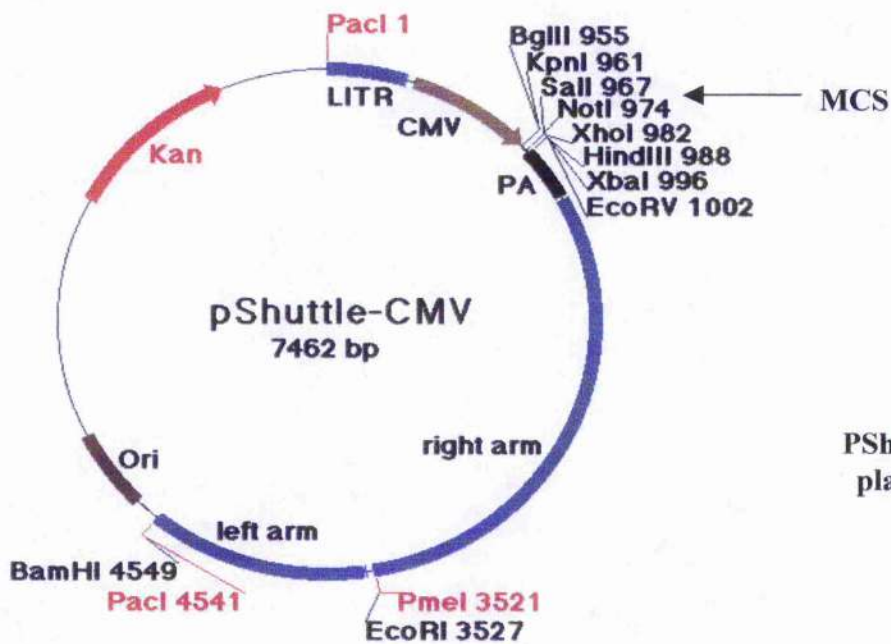 PacI 1
LITR
CMV
BglII 955
KpnI 961
SalI 967
NotI 974
XhoI 982
HindIII 988
XbaI 996
EcoRV 1002
MCS
PA
Kan
pShuttle-CMV
7462 bp
right arm
PSh
pla
Ori
left arm
BamHI 4549
PacI 4541
PmeI 3521
EcoRI 3527